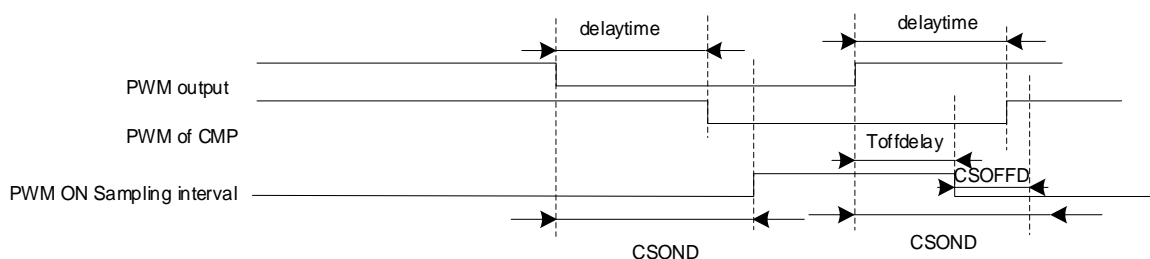 delaytime
delaytime
PWM output
PWM of CMP
Toffdelay
CSOFFD
PWM ON Sampling interval
CSOND
CSOND